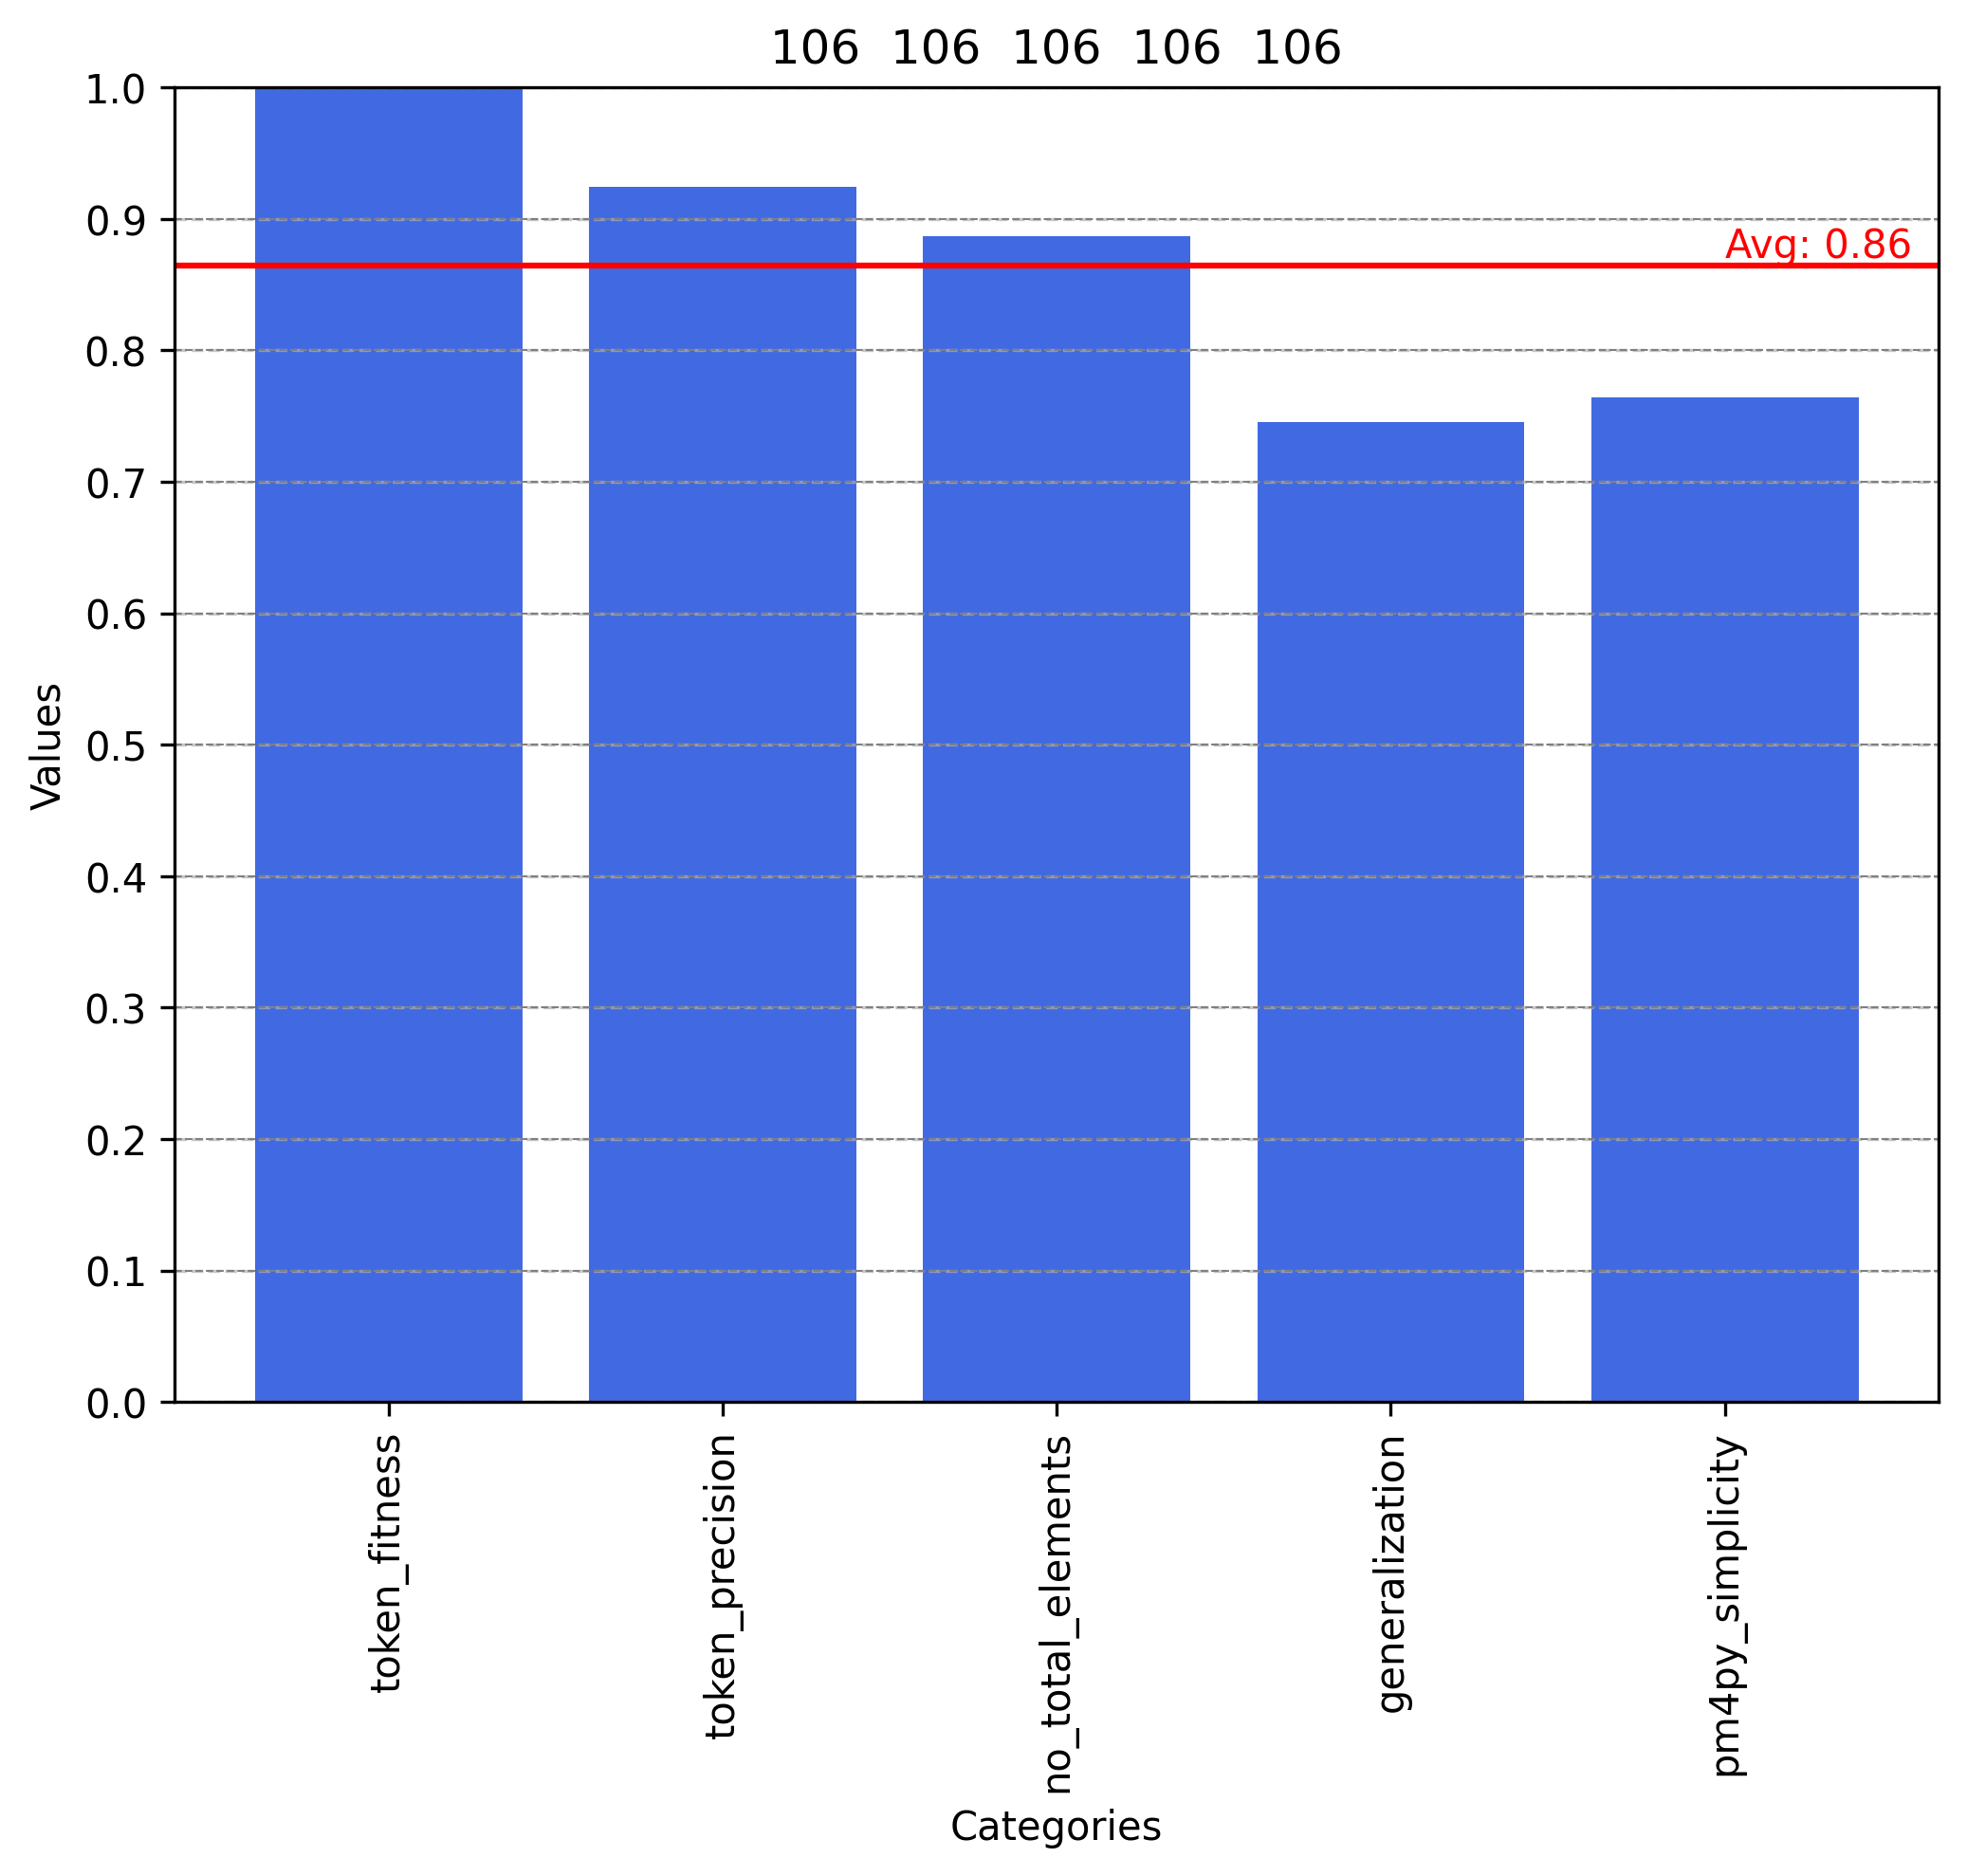 106 106 106 106 106
1.0
0.9
Avg: 0.86
0.8
0.7
0.6
0.5
0.4
0.3
0.2
0.1
0.0
Values
token_fitness
token_precision
no_total_elements
generalization
pm4py_simplicity
Categories